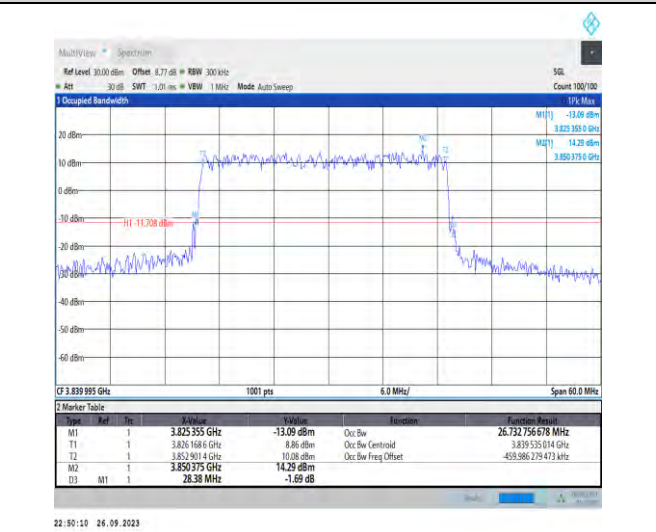 MultiView Spectrum
Ref Level 30.00 dBm Offset 8.77 dB RBW 300 kHz SGL
Att 30 dB SWT 1.01 ms VBW 1 MHz Mode Auto Sweep Count 100/100
1 Occupied Bandwidth 1Pk Max
M1[1] -13.09 dBm
3.825 355 0 GHz
M2[1] 14.29 dBm
3.850 375 0 GHz
20 dBm
10 dBm
0 dBm
-10 dBm
H1 -11.708 dBm
-20 dBm
-30 dBm
-40 dBm
-50 dBm
-60 dBm
T1
M2
T2
CF 3.839 995 GHz 1001 pts 6.0 MHz/ Span 60.0 MHz
2 Marker Table
Type Ref Trc X-Value Y-Value Function Function Result
M1 1 3.825 355 GHz -13.09 dBm Occ Bw 26.732 756 678 MHz
T1 1 3.826 168 6 GHz 8.86 dBm Occ Bw Centroid 3.839 535 014 GHz
T2 1 3.852 901 4 GHz 10.08 dBm Occ Bw Freq Offset -459.986 279 473 kHz
M2 1 3.850 375 GHz 14.29 dBm
D3 M1 1 28.38 MHz -1.69 dB
22:50:10 26.09.2023